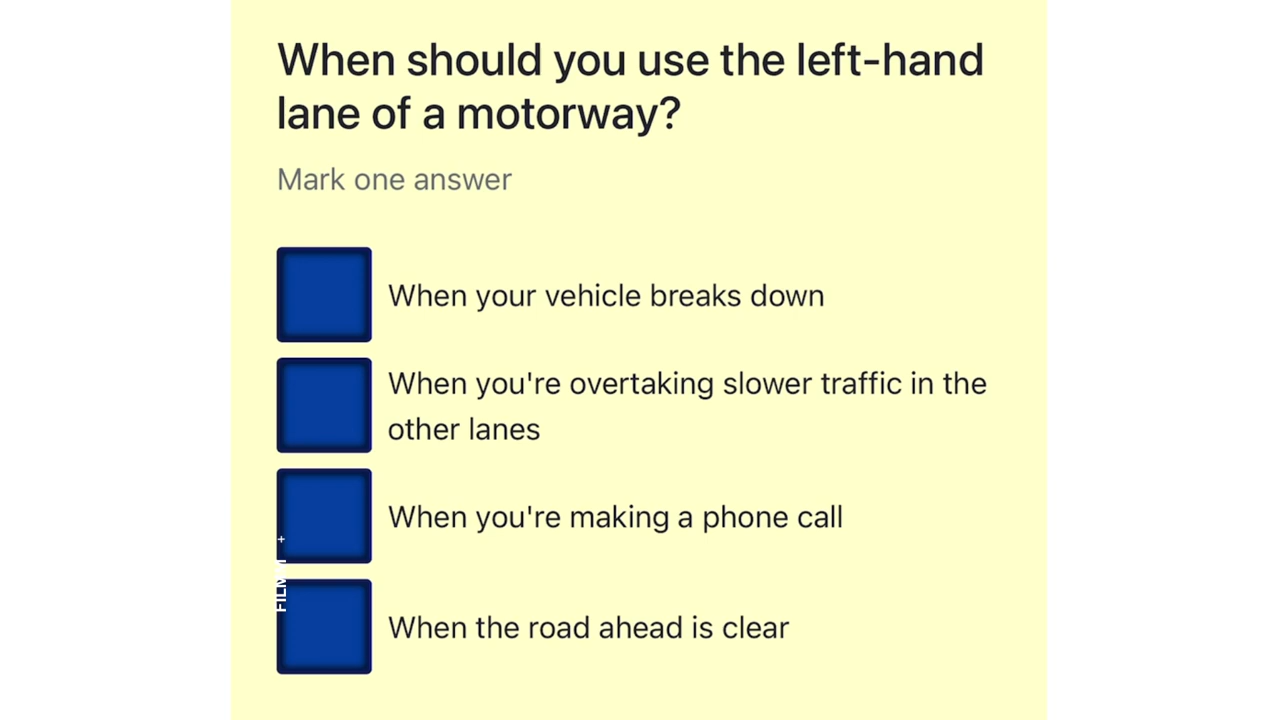 When should you use the left-hand
lane of a motorway?
Mark one answer
When your vehicle breaks down
When you're overtaking slower traffic in the
other lanes
When you're making a phone call
When the road ahead is clear